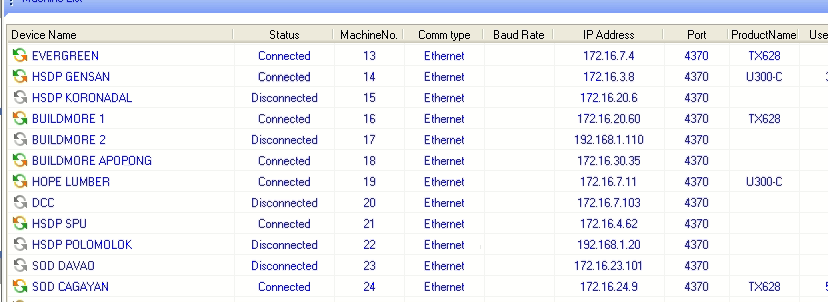 Machine List
Device Name Status MachineNo. Comm type Baud Rate IP Address Port ProductName Use
EVERGREEN Connected 13 Ethernet 172.16.7.4 4370 TX628
HSDP GENSAN Connected 14 Ethernet 172.16.3.8 4370 U300-C
HSDP KORONADAL Disconnected 15 Ethernet 172.16.20.6 4370
BUILDMORE 1 Connected 16 Ethernet 172.16.20.60 4370 TX628
BUILDMORE 2 Disconnected 17 Ethernet 192.168.1.110 4370
BUILDMORE APOPONG Connected 18 Ethernet 172.16.30.35 4370
HOPE LUMBER Connected 19 Ethernet 172.16.7.11 4370 U300-C
DCC Disconnected 20 Ethernet 172.16.7.103 4370
HSDP SPU Connected 21 Ethernet 172.16.4.62 4370
HSDP POLOMOLOK Disconnected 22 Ethernet 192.168.1.20 4370
SOD DAVAO Disconnected 23 Ethernet 172.16.23.101 4370
SOD CAGAYAN Connected 24 Ethernet 172.16.24.9 4370 TX628